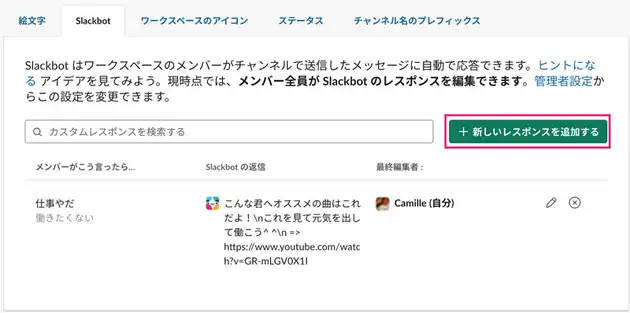 絵文字
Slackbot
ワークスペースのアイコン
ステータス
チャンネル名のプレフィックス
Slackbot はワークスペースのメンバーがチャンネルで送信したメッセージに自動で応答できます。ヒントにな
る アイデアを見てみよう。現時点では、メンバー全員が Slackbot のレスポンスを編集できます。管理者設定か
らこの設定を変更できます。
カスタムレスポンスを検索する
+ 新しいレスポンスを追加する
メンバーがこう言ったら...
Slackbot の返信
最終編集者 :
仕事やだ
働きたくない
こんな君へオススメの曲はこれ
だよ！\nこれを見て元気を出し
て働こう^ ^\n =>
https://www.youtube.com/watc
h?v=GR-mLGV0X1I
Camille (自分)